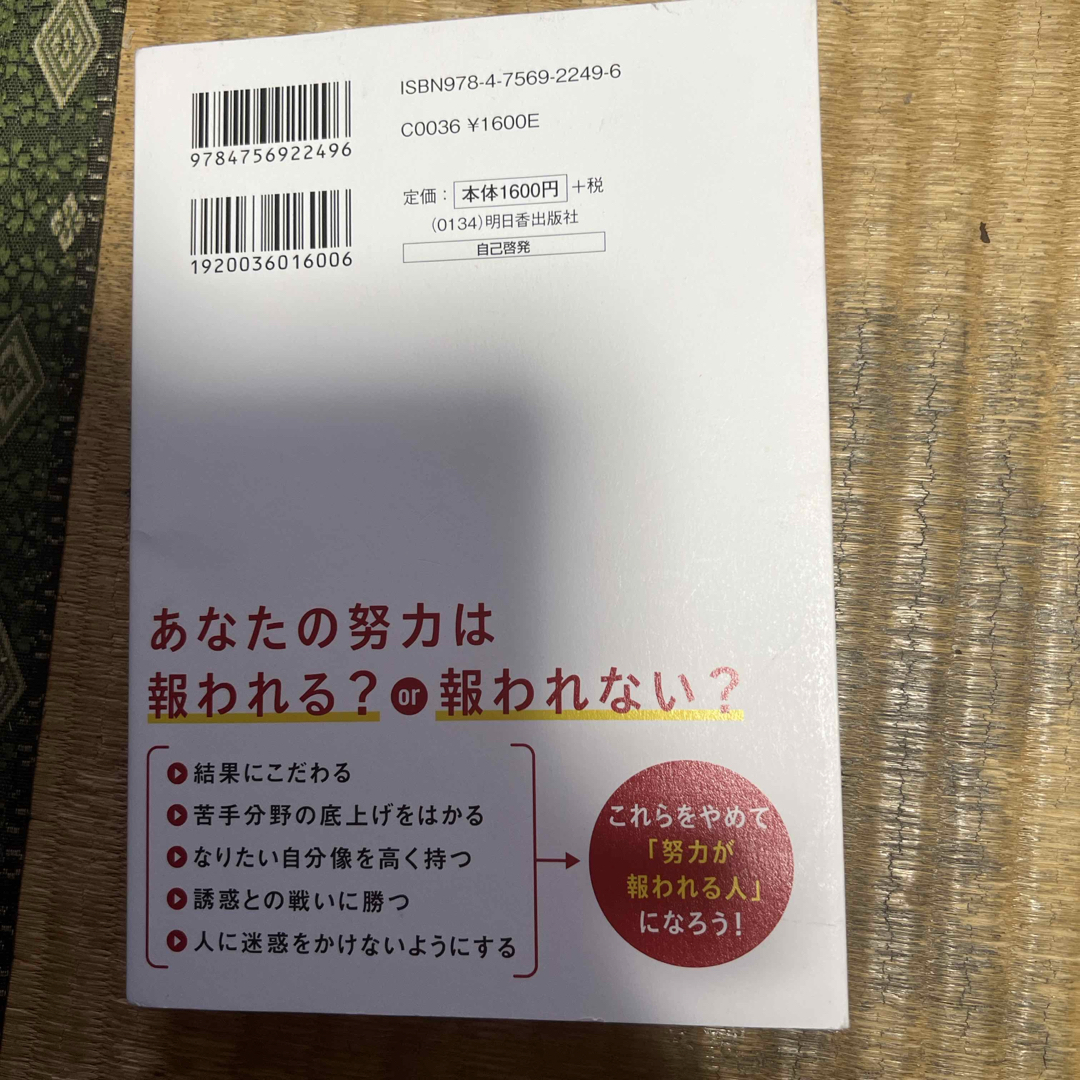 ISBN978-4-7569-2249-6
C0036 ¥1600E
9784756922496
定価： 本体1600円 +税
(0134)明日香出版社
自己啓発
1920036016006
あなたの努力は
報われる？ or 報われない？
結果にこだわる
苦手分野の底上げをはかる
なりたい自分像を高く持つ
誘惑との戦いに勝つ
人に迷惑をかけないようにする
これらをやめて
「努力が
報われる人」
になろう！